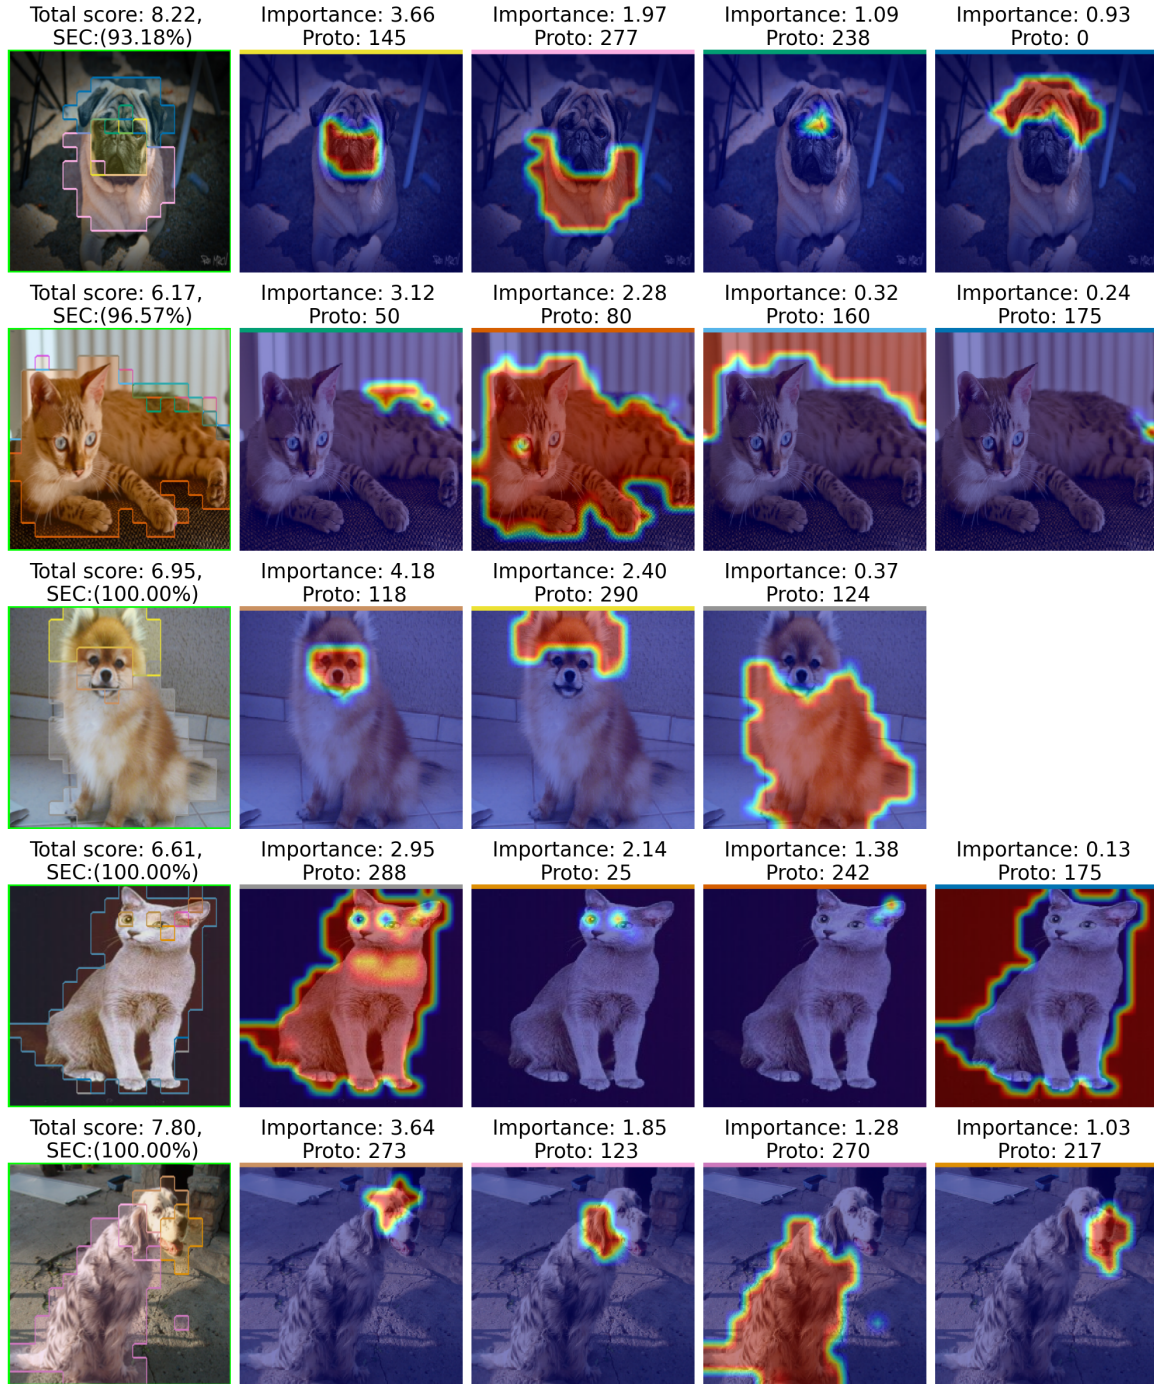 Total score: 8.22,
SEC:(93.18%)
Importance: 3.66
Proto: 145
Importance: 1.97
Proto: 277
Importance: 1.09
Proto: 238
Importance: 0.93
Proto: 0
Total score: 6.17,
SEC:(96.57%)
Importance: 3.12
Proto: 50
Importance: 2.28
Proto: 80
Importance: 0.32
Proto: 160
Importance: 0.24
Proto: 175
Total score: 6.95,
SEC:(100.00%)
Importance: 4.18
Proto: 118
Importance: 2.40
Proto: 290
Importance: 0.37
Proto: 124
Total score: 6.61,
SEC:(100.00%)
Importance: 2.95
Proto: 288
Importance: 2.14
Proto: 25
Importance: 1.38
Proto: 242
Importance: 0.13
Proto: 175
Total score: 7.80,
SEC:(100.00%)
Importance: 3.64
Proto: 273
Importance: 1.85
Proto: 123
Importance: 1.28
Proto: 270
Importance: 1.03
Proto: 217